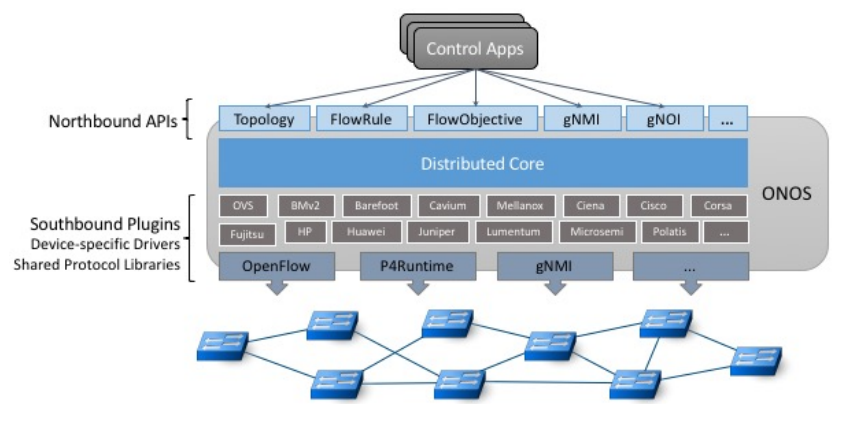 Control Apps
Northbound APIs
Topology FlowRule FlowObjective gNMI gNOI ...
Distributed Core
ONOS
OVS BMv2 Barefoot Cavium Mellanox Ciena Cisco Corsa
Southbound Plugins
Fujitsu HP Huawei Juniper Lumentum Microsemi Polatis ...
Device-specific Drivers
Shared Protocol Libraries
OpenFlow P4Runtime gNMI ...